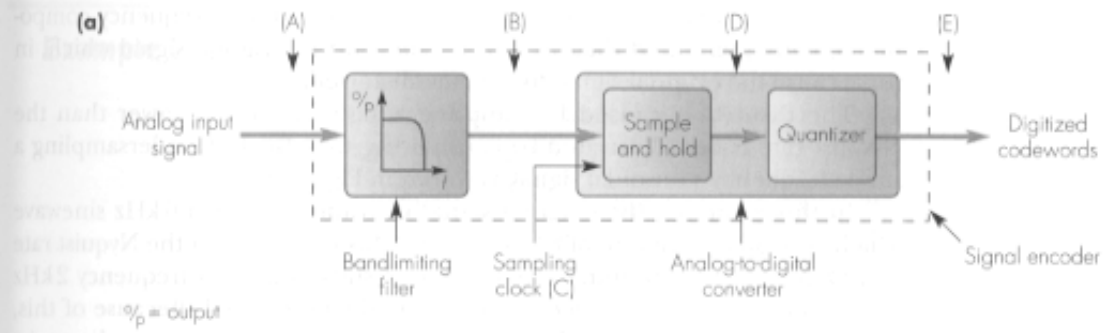 (a)
(A)
(B)
(D)
(E)
Analog input
signal
%p
f
Sample
and hold
Quantizer
Digitized
codewords
Bandlimiting
filter
Sampling
clock (C)
Analog-to-digital
converter
Signal encoder
%p = output